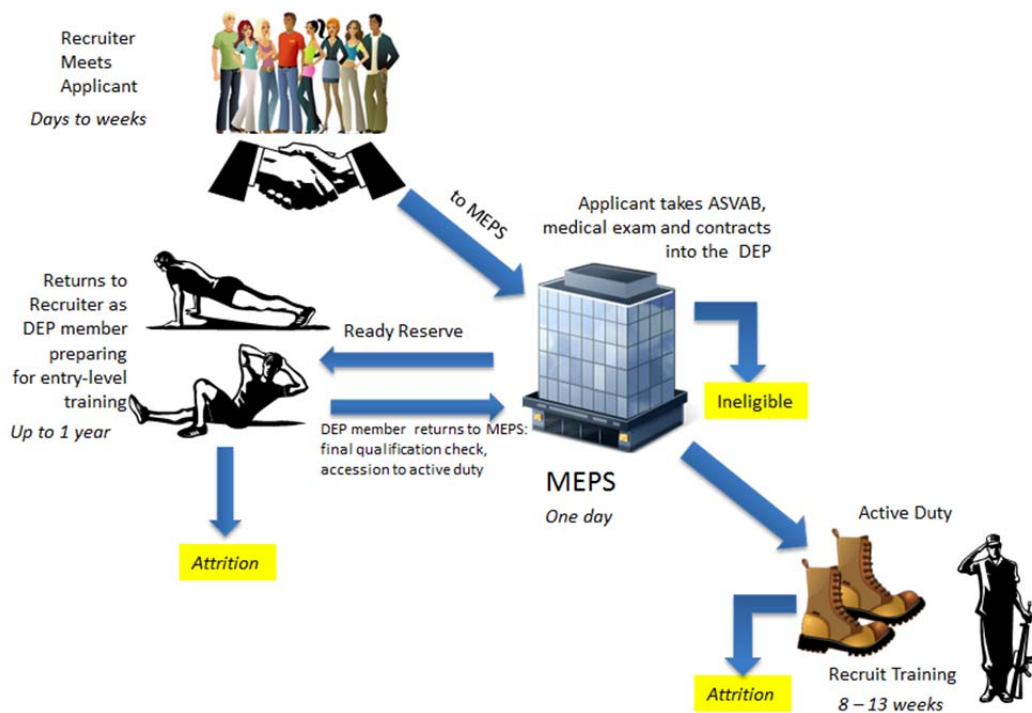 Recruiter
Meets
Applicant
Days to weeks
to MEPS
Applicant takes ASVAB,
medical exam and contracts
into the DEP
Returns to
Recruiter as
DEP member
preparing
for entry-level
training
Up to 1 year
Ready Reserve
DEP member returns to MEPS:
final qualification check,
accession to active duty
Ineligible
MEPS
One day
Attrition
Active Duty
Recruit Training
8 – 13 weeks
Attrition